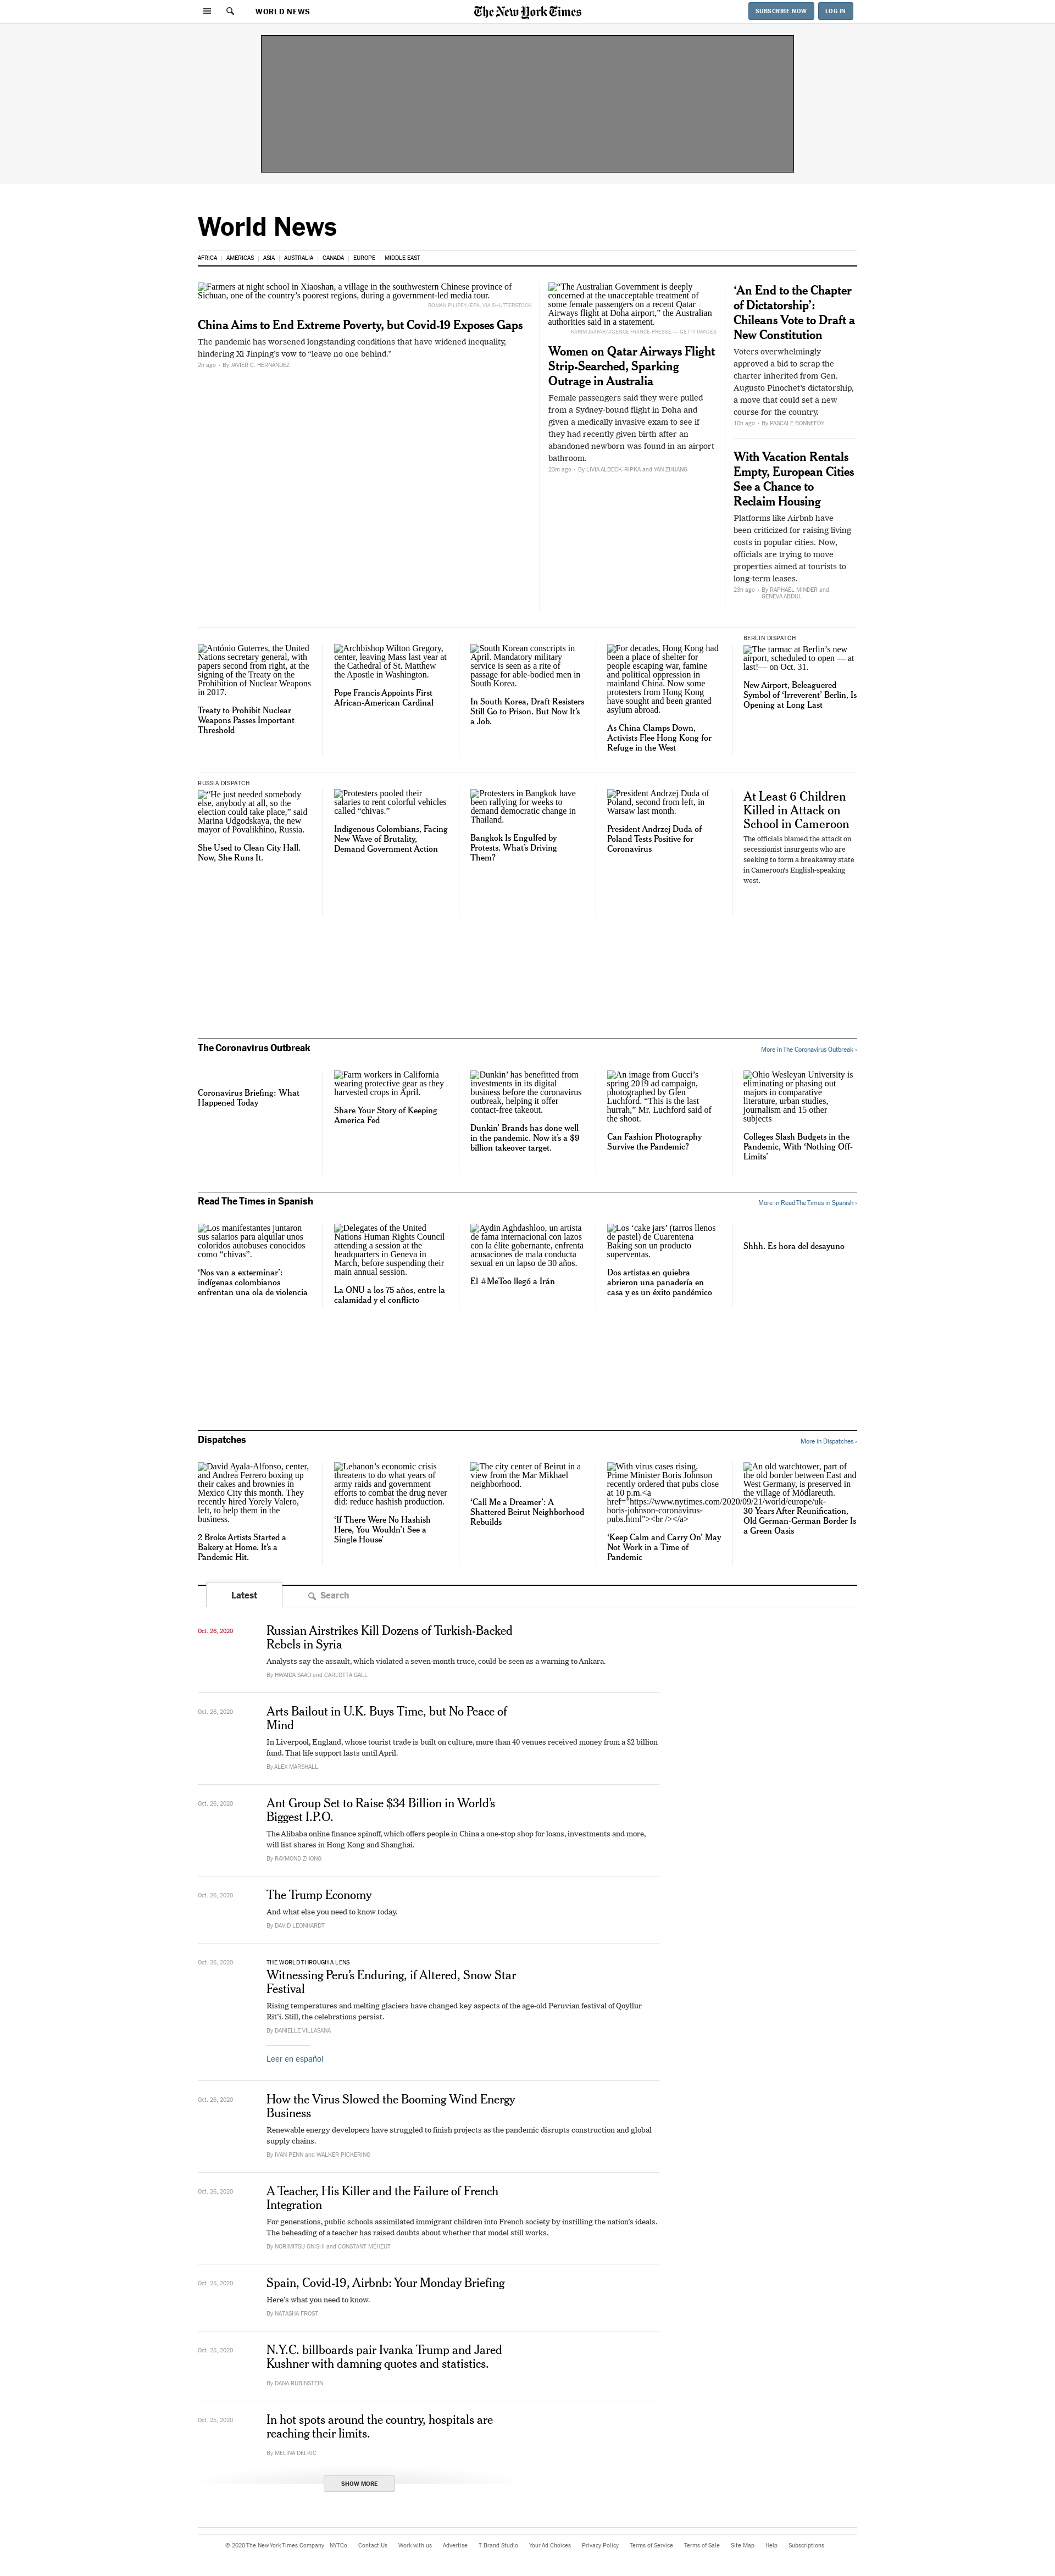 WORLD NEWS
The New York Times
SUBSCRIBE NOW
LOG IN
World News
AFRICA
AMERICAS
ASIA
AUSTRALIA
CANADA
EUROPE
MIDDLE EAST
Farmers at night school in Xiaoshan, a village in the southwestern Chinese province of
Sichuan, one of the country's poorest regions, during a government-led media tour.
ROMAN PILIPEY/EPA, VIA SHUTTERSTOCK
China Aims to End Extreme Poverty, but Covid-19 Exposes Gaps
The pandemic has worsened longstanding conditions that have widened inequality,
hindering Xi Jinping's vow to “leave no one behind.”
2h ago - By JAVIER C. HERNÁNDEZ
“The Australian Government is deeply
concerned at the unacceptable treatment of
some female passengers on a recent Qatar
Airways flight at Doha airport,” the Australian
authorities said in a statement.
KARIM JAAFAR/AGENCE FRANCE-PRESSE — GETTY IMAGES
Women on Qatar Airways Flight
Strip-Searched, Sparking
Outrage in Australia
Female passengers said they were pulled
from a Sydney-bound flight in Doha and
given a medically invasive exam to see if
they had recently given birth after an
abandoned newborn was found in an airport
bathroom.
23m ago - By LIVIA ALBECK-RIPKA and YAN ZHUANG
‘An End to the Chapter
of Dictatorship’:
Chileans Vote to Draft a
New Constitution
Voters overwhelmingly
approved a bid to scrap the
charter inherited from Gen.
Augusto Pinochet's dictatorship,
a move that could set a new
course for the country.
10h ago - By PASCALE BONNEFOY
With Vacation Rentals
Empty, European Cities
See a Chance to
Reclaim Housing
Platforms like Airbnb have
been criticized for raising living
costs in popular cities. Now,
officials are trying to move
properties aimed at tourists to
long-term leases.
23h ago - By RAPHAEL MINDER and
GENEVA ABDUL
António Guterres, the United
Nations secretary general, with
papers second from right, at the
signing of the Treaty on the
Prohibition of Nuclear Weapons
in 2017.
Treaty to Prohibit Nuclear
Weapons Passes Important
Threshold
Archbishop Wilton Gregory,
center, leaving Mass last year at
the Cathedral of St. Matthew
the Apostle in Washington.
Pope Francis Appoints First
African-American Cardinal
South Korean conscripts in
April. Mandatory military
service is seen as a rite of
passage for able-bodied men in
South Korea.
In South Korea, Draft Resisters
Still Go to Prison. But Now It's
a Job.
For decades, Hong Kong had
been a place of shelter for
people escaping war, famine
and political oppression in
mainland China. Now some
protesters from Hong Kong
have sought and been granted
asylum abroad.
As China Clamps Down,
Activists Flee Hong Kong for
Refuge in the West
BERLIN DISPATCH
The tarmac at Berlin's new
airport, scheduled to open — at
last!— on Oct. 31.
New Airport, Beleaguered
Symbol of ‘Irreverent’ Berlin, Is
Opening at Long Last
RUSSIA DISPATCH
“He just needed somebody
else, anybody at all, so the
election could take place,” said
Marina Udgodskaya, the new
mayor of Povalikhino, Russia.
She Used to Clean City Hall.
Now, She Runs It.
Protesters pooled their
salaries to rent colorful vehicles
called “chivas.”
Indigenous Colombians, Facing
New Wave of Brutality,
Demand Government Action
Protesters in Bangkok have
been rallying for weeks to
demand democratic change in
Thailand.
Bangkok Is Engulfed by
Protests. What's Driving
Them?
President Andrzej Duda of
Poland, second from left, in
Warsaw last month.
President Andrzej Duda of
Poland Tests Positive for
Coronavirus
At Least 6 Children
Killed in Attack on
School in Cameroon
The officials blamed the attack on
secessionist insurgents who are
seeking to form a breakaway state
in Cameroon's English-speaking
west.
The Coronavirus Outbreak
More in The Coronavirus Outbreak ›
Coronavirus Briefing: What
Happened Today
Farm workers in California
wearing protective gear as they
harvested crops in April.
Share Your Story of Keeping
America Fed
Dunkin’ has benefitted from
investments in its digital
business before the coronavirus
outbreak, helping it offer
contact-free takeout.
Dunkin’ Brands has done well
in the pandemic. Now it's a $9
billion takeover target.
An image from Gucci's
spring 2019 ad campaign,
photographed by Glen
Luchford. “This is the last
hurrah,” Mr. Luchford said of
the shoot.
Can Fashion Photography
Survive the Pandemic?
Ohio Wesleyan University is
eliminating or phasing out
majors in comparative
literature, urban studies,
journalism and 15 other
subjects
Colleges Slash Budgets in the
Pandemic, With ‘Nothing Off-
Limits’
Read The Times in Spanish
More in Read The Times in Spanish ›
Los manifestantes juntaron
sus salarios para alquilar unos
coloridos autobuses conocidos
como “chivas”.
‘Nos van a exterminar’:
indígenas colombianos
enfrentan una ola de violencia
Delegates of the United
Nations Human Rights Council
attending a session at the
headquarters in Geneva in
March, before suspending their
main annual session.
La ONU a los 75 años, entre la
calamidad y el conflicto
Aydin Aghdashloo, un artista
de fama internacional con lazos
con la élite gobernante, enfrenta
acusaciones de mala conducta
sexual en un lapso de 30 años.
El #MeToo llegó a Irán
Los ‘cake jars’ (tarros llenos
de pastel) de Cuarentena
Baking son un producto
superventas.
Dos artistas en quiebra
abrieron una panadería en
casa y es un éxito pandémico
Shhh. Es hora del desayuno
Dispatches
More in Dispatches ›
David Ayala-Alfonso, center,
and Andrea Ferrero boxing up
their cakes and brownies in
Mexico City this month. They
recently hired Yorely Valero,
left, to help them in the
business.
2 Broke Artists Started a
Bakery at Home. It's a
Pandemic Hit.
Lebanon's economic crisis
threatens to do what years of
army raids and government
efforts to combat the drug never
did: reduce hashish production.
‘If There Were No Hashish
Here, You Wouldn't See a
Single House’
The city center of Beirut in a
view from the Mar Mikhael
neighborhood.
‘Call Me a Dreamer’: A
Shattered Beirut Neighborhood
Rebuilds
With virus cases rising,
Prime Minister Boris Johnson
recently ordered that pubs close
at 10 p.m.<a
href="https://www.nytimes.com/2020/09/21/world/europe/uk-
boris-johnson-coronavirus-
pubs.html"><br /></a>
‘Keep Calm and Carry On’ May
Not Work in a Time of
Pandemic
An old watchtower, part of
the old border between East and
West Germany, is preserved in
the village of Mödlareuth.
30 Years After Reunification,
Old German-German Border Is
a Green Oasis
Latest
Search
Oct. 26, 2020
Russian Airstrikes Kill Dozens of Turkish-Backed
Rebels in Syria
Analysts say the assault, which violated a seven-month truce, could be seen as a warning to Ankara.
By HWAIDA SAAD and CARLOTTA GALL
Oct. 26, 2020
Arts Bailout in U.K. Buys Time, but No Peace of
Mind
In Liverpool, England, whose tourist trade is built on culture, more than 40 venues received money from a $2 billion
fund. That life support lasts until April.
By ALEX MARSHALL
Oct. 26, 2020
Ant Group Set to Raise $34 Billion in World's
Biggest I.P.O.
The Alibaba online finance spinoff, which offers people in China a one-stop shop for loans, investments and more,
will list shares in Hong Kong and Shanghai.
By RAYMOND ZHONG
Oct. 26, 2020
The Trump Economy
And what else you need to know today.
By DAVID LEONHARDT
Oct. 26, 2020
THE WORLD THROUGH A LENS
Witnessing Peru's Enduring, if Altered, Snow Star
Festival
Rising temperatures and melting glaciers have changed key aspects of the age-old Peruvian festival of Qoyllur
Rit'i. Still, the celebrations persist.
By DANIELLE VILLASANA
Leer en español
Oct. 26, 2020
How the Virus Slowed the Booming Wind Energy
Business
Renewable energy developers have struggled to finish projects as the pandemic disrupts construction and global
supply chains.
By IVAN PENN and WALKER PICKERING
Oct. 26, 2020
A Teacher, His Killer and the Failure of French
Integration
For generations, public schools assimilated immigrant children into French society by instilling the nation's ideals.
The beheading of a teacher has raised doubts about whether that model still works.
By NORIMITSU ONISHI and CONSTANT MÉHEUT
Oct. 25, 2020
Spain, Covid-19, Airbnb: Your Monday Briefing
Here's what you need to know.
By NATASHA FROST
Oct. 25, 2020
N.Y.C. billboards pair Ivanka Trump and Jared
Kushner with damning quotes and statistics.
By DANA RUBINSTEIN
Oct. 25, 2020
In hot spots around the country, hospitals are
reaching their limits.
By MELINA DELKIC
SHOW MORE
© 2020 The New York Times Company
NYTCo
Contact Us
Work with us
Advertise
T Brand Studio
Your Ad Choices
Privacy Policy
Terms of Service
Terms of Sale
Site Map
Help
Subscriptions